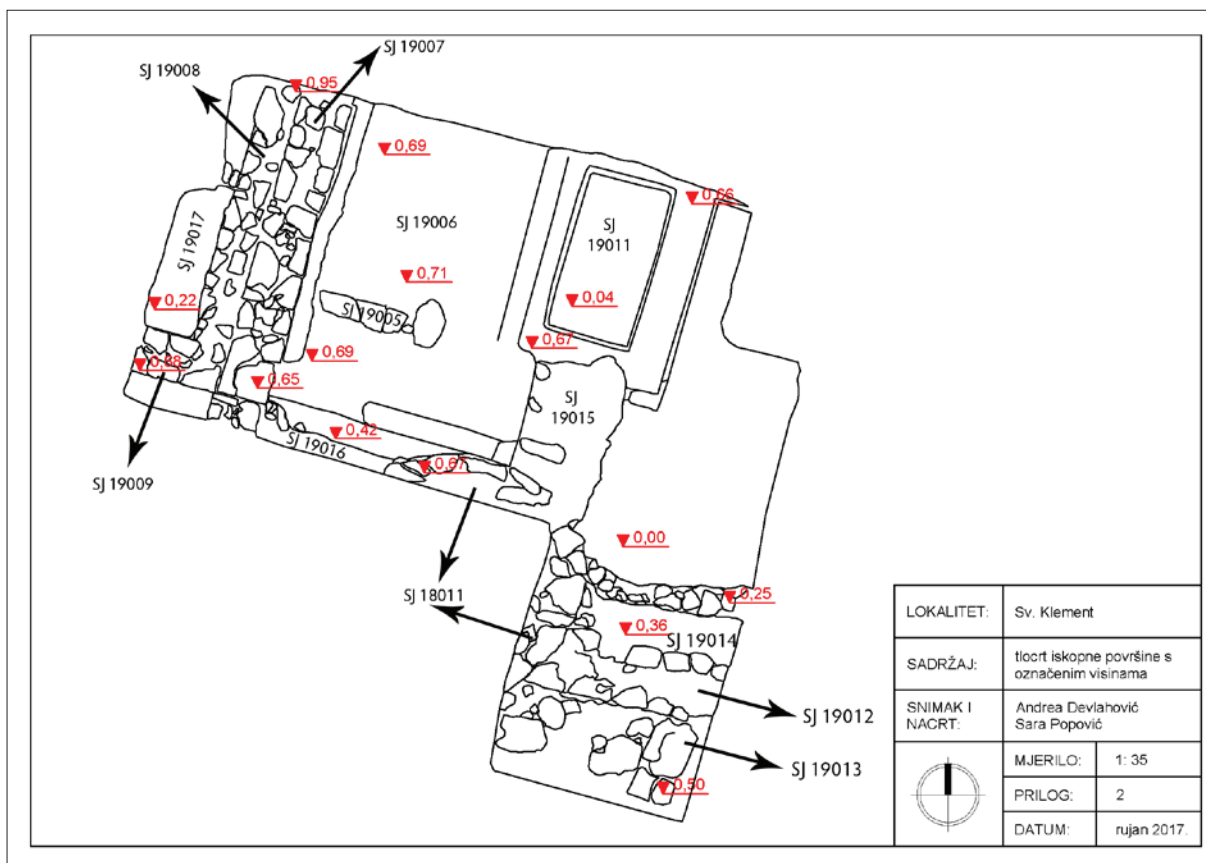 SJ 19007
SJ 19008
0,95
0,69
0,66
SJ 19017
SJ 19006
SJ
19011
0,71
0,22
0,04
SJ 19005
0,67
0,69
0,68
0,65
SJ
19015
0,42
SJ 19016
0,67
SJ 19009
0,00
SJ 18011
0,25
0,36
SJ 19014
SJ 19012
SJ 19013
0,50
LOKALITET: Sv. Klement
SADRŽAJ: tlocrt iskopne površine s
označenim visinama
SNIMAK I Andrea Devlahović
NACRT: Sara Popović
MJERILO: 1: 35
PRILOG: 2
DATUM: rujan 2017.